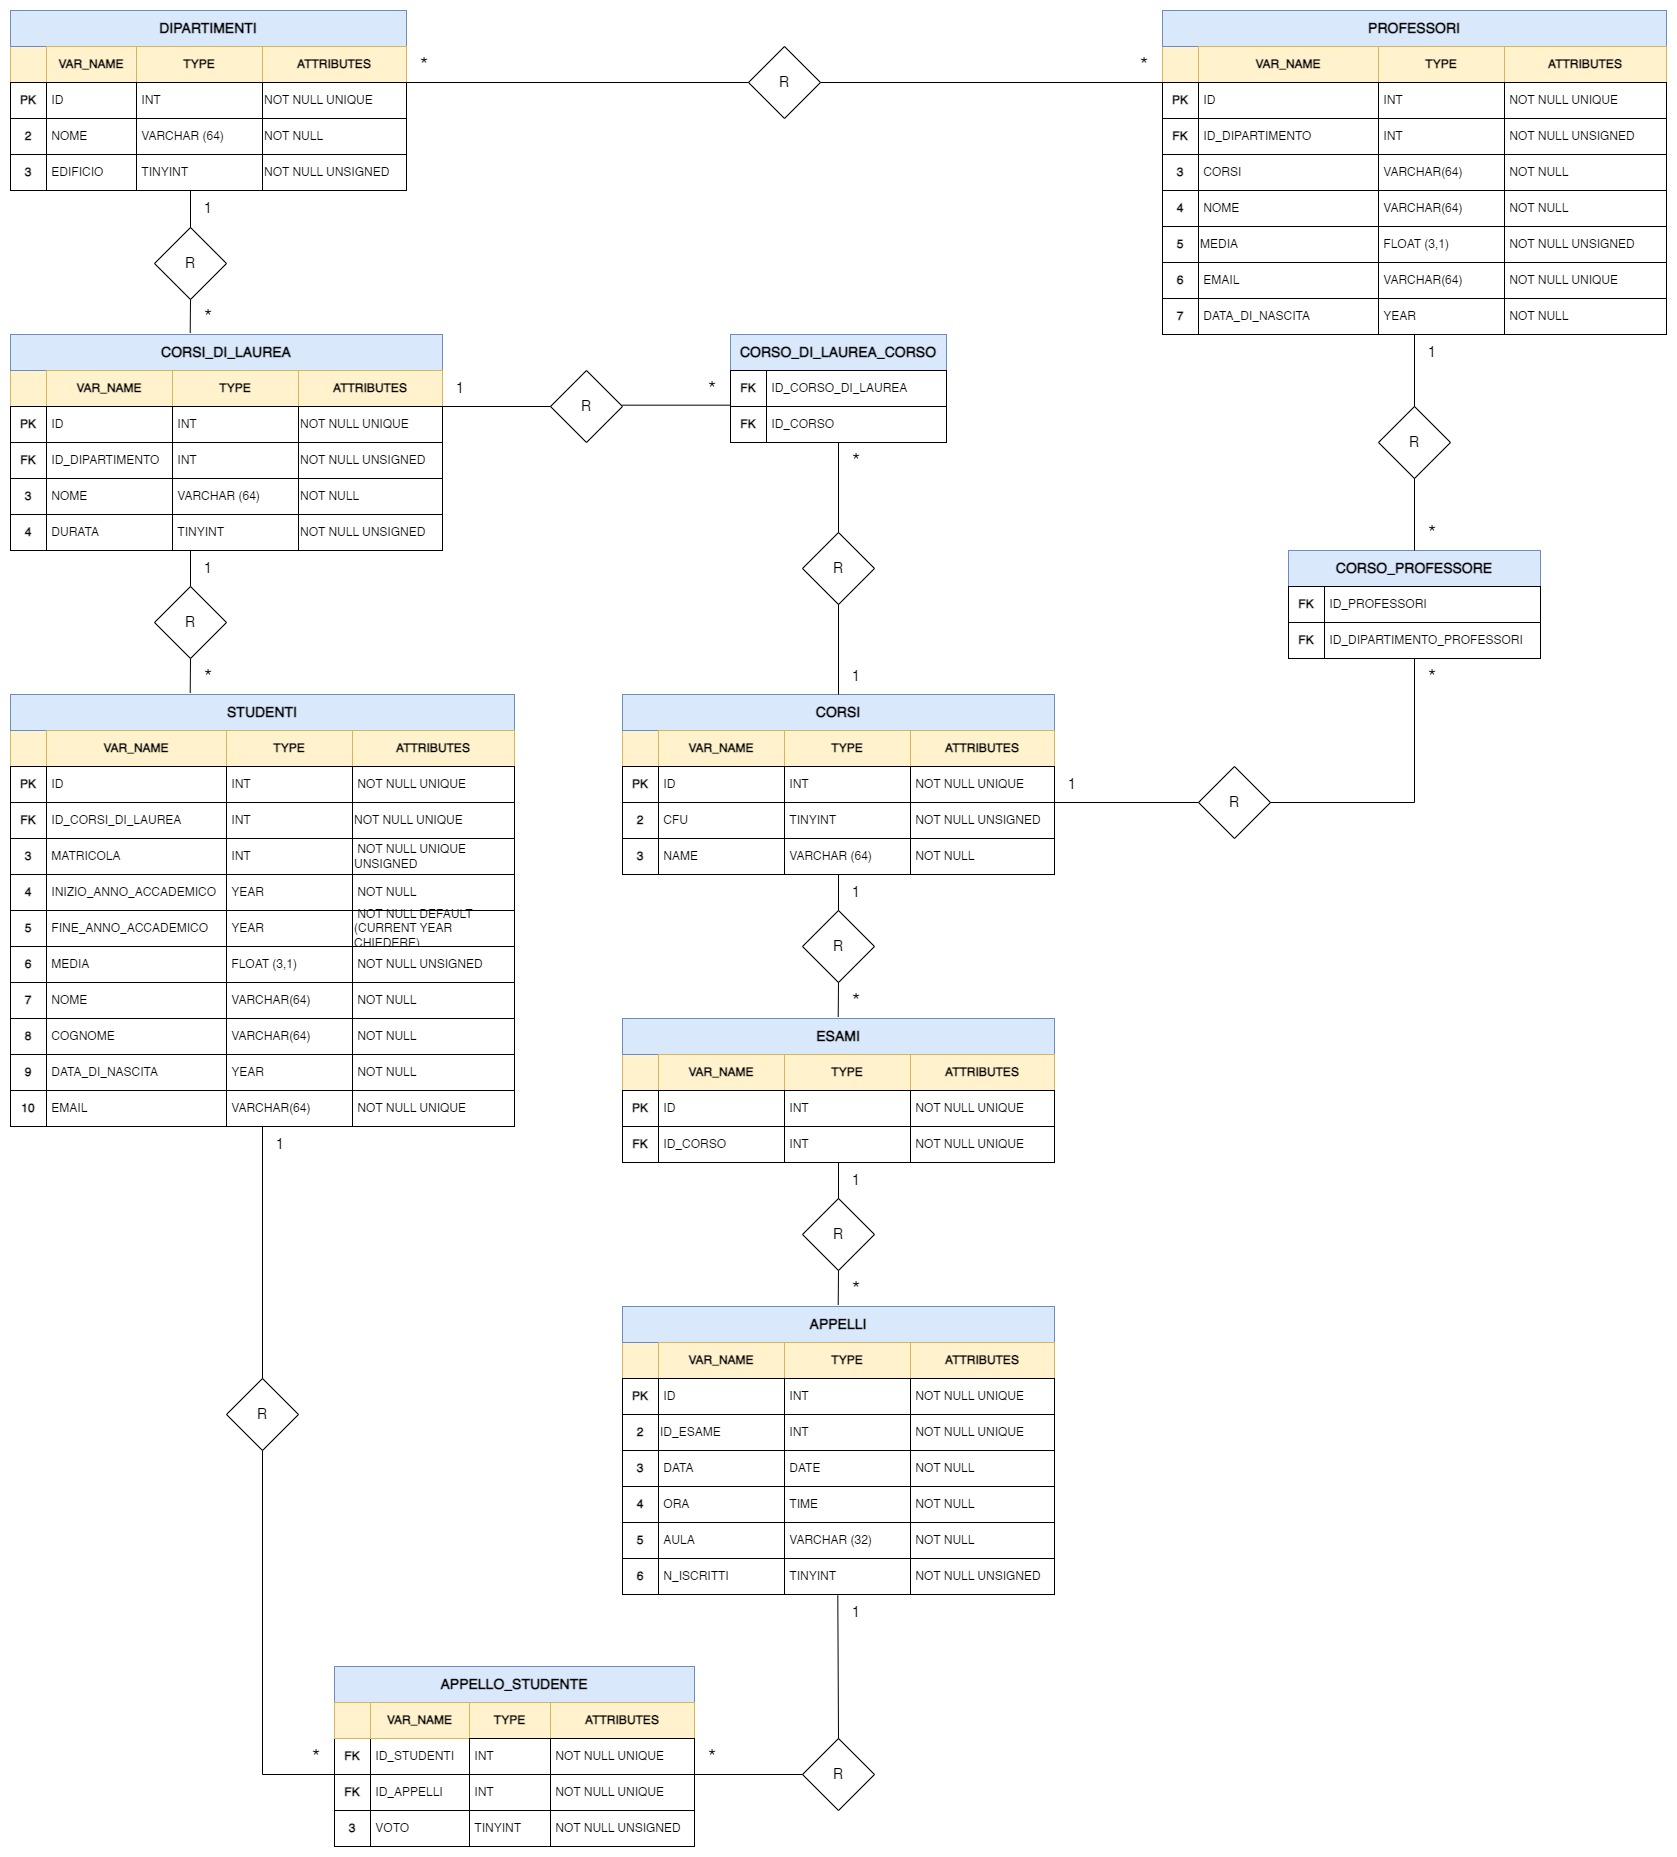 DIPARTIMENTI
VAR_NAME TYPE ATTRIBUTES
PK ID INT NOT NULL UNIQUE
2 NOME VARCHAR (64) NOT NULL
3 EDIFICIO TINYINT NOT NULL UNSIGNED
* R *
PROFESSORI
VAR_NAME TYPE ATTRIBUTES
PK ID INT NOT NULL UNIQUE
FK ID_DIPARTIMENTO INT NOT NULL UNSIGNED
3 CORSI VARCHAR(64) NOT NULL
4 NOME VARCHAR(64) NOT NULL
5 MEDIA FLOAT (3,1) NOT NULL UNSIGNED
6 EMAIL VARCHAR(64) NOT NULL UNIQUE
7 DATA_DI_NASCITA YEAR NOT NULL
1
R
*
CORSI_DI_LAUREA
VAR_NAME TYPE ATTRIBUTES
PK ID INT NOT NULL UNIQUE
FK ID_DIPARTIMENTO INT NOT NULL UNSIGNED
3 NOME VARCHAR (64) NOT NULL
4 DURATA TINYINT NOT NULL UNSIGNED
1 R *
CORSO_DI_LAUREA_CORSO
FK ID_CORSO_DI_LAUREA
FK ID_CORSO
1
R
*
CORSO_PROFESSORE
FK ID_PROFESSORI
FK ID_DIPARTIMENTO_PROFESSORI
*
R
1
1
R
*
STUDENTI
VAR_NAME TYPE ATTRIBUTES
PK ID INT NOT NULL UNIQUE
FK ID_CORSI_DI_LAUREA INT NOT NULL UNIQUE
3 MATRICOLA INT NOT NULL UNIQUE
UNSIGNED
4 INIZIO_ANNO_ACCADEMICO YEAR NOT NULL
5 FINE_ANNO_ACCADEMICO YEAR NOT NULL DEFAULT
(CURRENT YEAR
CHIEDERE)
6 MEDIA FLOAT (3,1) NOT NULL UNSIGNED
7 NOME VARCHAR(64) NOT NULL
8 COGNOME VARCHAR(64) NOT NULL
9 DATA_DI_NASCITA YEAR NOT NULL
10 EMAIL VARCHAR(64) NOT NULL UNIQUE
CORSI
VAR_NAME TYPE ATTRIBUTES
PK ID INT NOT NULL UNIQUE
2 CFU TINYINT NOT NULL UNSIGNED
3 NAME VARCHAR (64) NOT NULL
*
1 R
1
R
*
ESAMI
VAR_NAME TYPE ATTRIBUTES
PK ID INT NOT NULL UNIQUE
FK ID_CORSO INT NOT NULL UNIQUE
1
R
*
APPELLI
VAR_NAME TYPE ATTRIBUTES
PK ID INT NOT NULL UNIQUE
2 ID_ESAME INT NOT NULL UNIQUE
3 DATA DATE NOT NULL
4 ORA TIME NOT NULL
5 AULA VARCHAR (32) NOT NULL
6 N_ISCRITTI TINYINT NOT NULL UNSIGNED
1
R
1
R
APPELLO_STUDENTE
VAR_NAME TYPE ATTRIBUTES
* FK ID_STUDENTI INT NOT NULL UNIQUE *
FK ID_APPELLI INT NOT NULL UNIQUE
3 VOTO TINYINT NOT NULL UNSIGNED